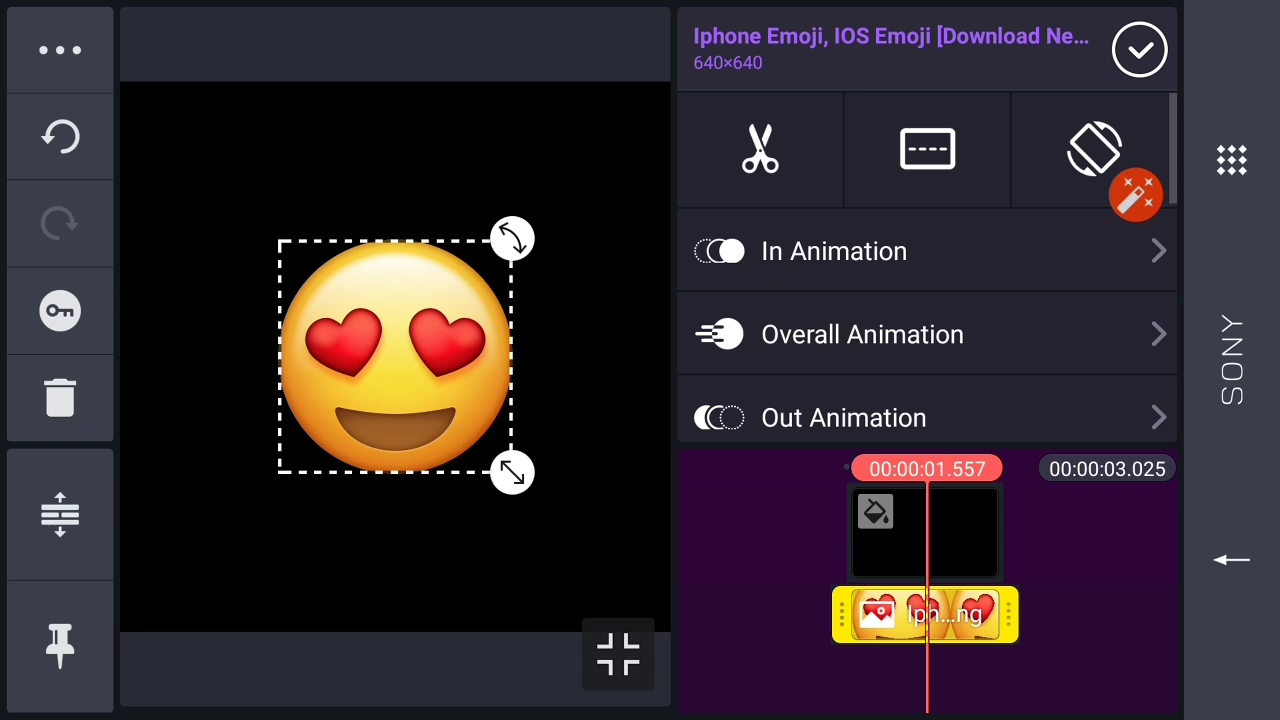 Iphone Emoji, IOS Emoji [Download Ne...
640×640
In Animation
Overall Animation
Out Animation
00:00:01.557
00:00:03.025
Iph...ng
SONY